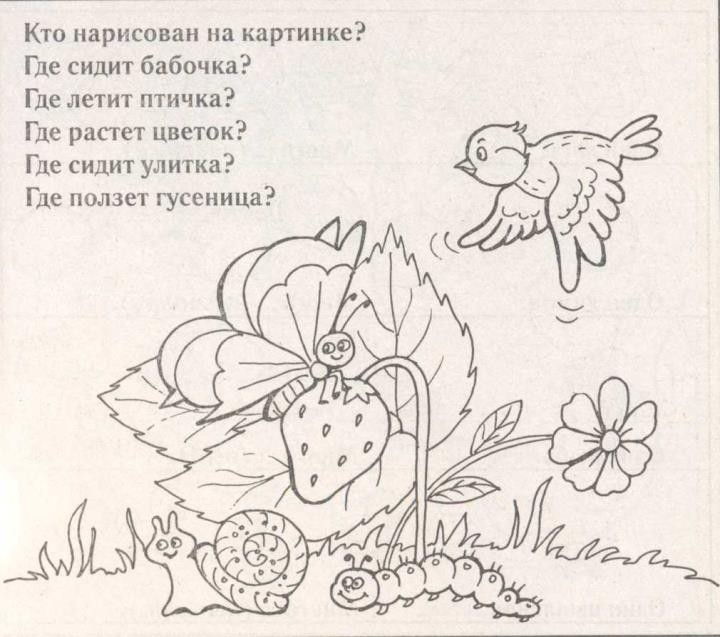 Кто нарисован на картинке?
Где сидит бабочка?
Где летит птичка?
Где растет цветок?
Где сидит улитка?
Где ползет гусеница?